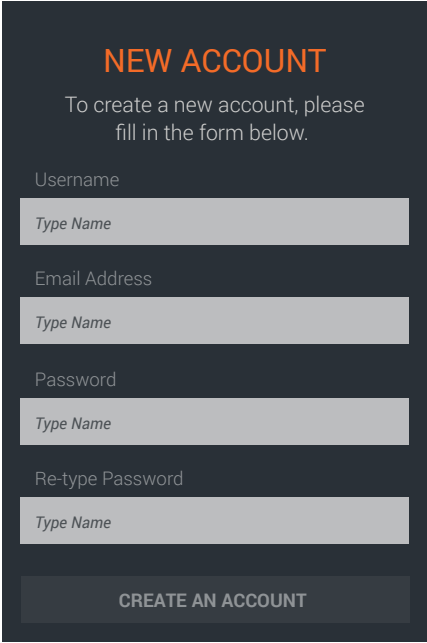 NEW ACCOUNT
To create a new account, please
fill in the form below.
Username
Type Name
Email Address
Type Name
Password
Type Name
Re-type Password
Type Name
CREATE AN ACCOUNT